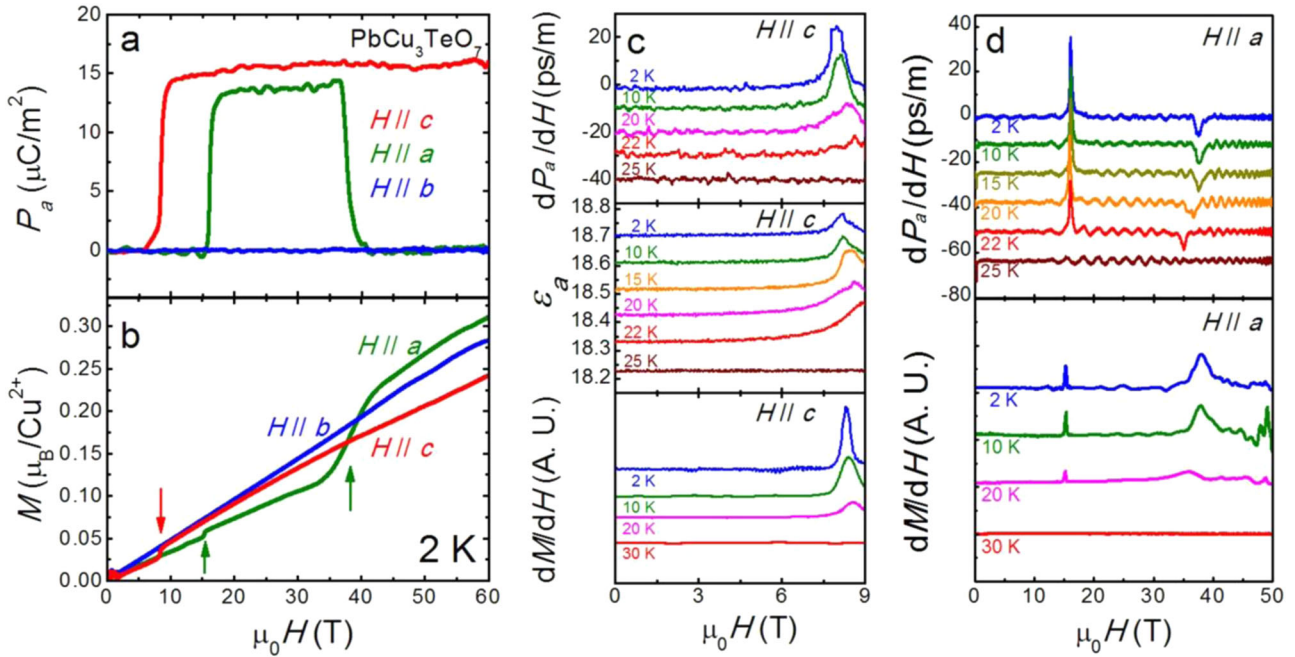 a
PbCu3TeO7
H // c
H // a
H // b
Pa (μC/m2)
20
15
10
5
0
b
H // a
H // b
H // c
2 K
M (μB/Cu2+)
0.30
0.25
0.20
0.15
0.10
0.05
0.00
0 10 20 30 40 50 60
μ0H (T)
c
H // c
dPa/dH (ps/m)
20
0
-20
-40
2 K
10 K
20 K
22 K
25 K
H // c
εa
18.8
18.7
18.6
18.5
18.4
18.3
18.2
2 K
10 K
15 K
20 K
22 K
25 K
H // c
dM/dH (A. U.)
2 K
10 K
20 K
30 K
0 3 6 9
μ0H (T)
d
H // a
dPa/dH (ps/m)
40
20
0
-20
-40
-60
-80
2 K
10 K
15 K
20 K
22 K
25 K
H // a
dM/dH (A. U.)
2 K
10 K
20 K
30 K
0 10 20 30 40 50
μ0H (T)